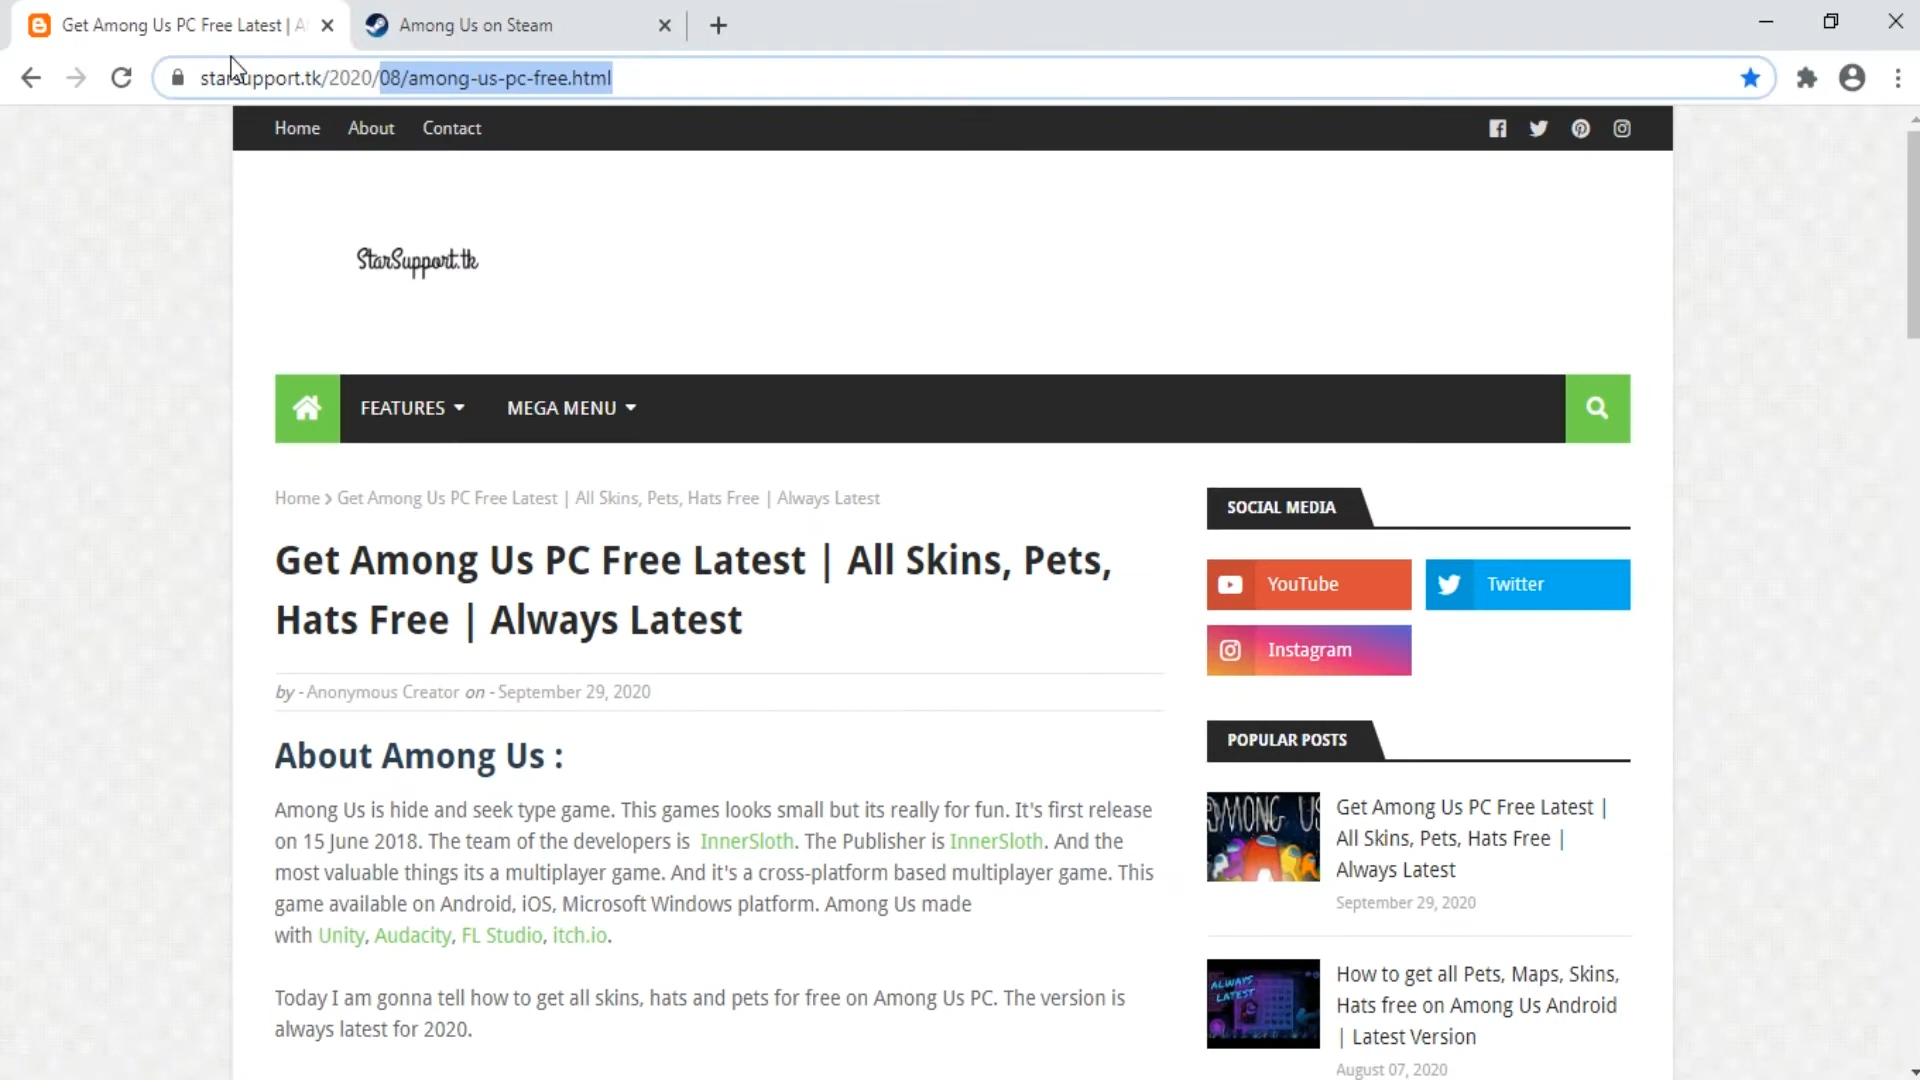 Get Among Us PC Free Latest |
Among Us on Steam
starsupport.tk/2020/08/among-us-pc-free.html
Home About Contact
StarSupport.tk
FEATURES MEGA MENU
Home › Get Among Us PC Free Latest | All Skins, Pets, Hats Free | Always Latest
Get Among Us PC Free Latest | All Skins, Pets,
Hats Free | Always Latest
by - Anonymous Creator on - September 29, 2020
About Among Us :
Among Us is hide and seek type game. This games looks small but its really for fun. It's first release
on 15 June 2018. The team of the developers is InnerSloth. The Publisher is InnerSloth. And the
most valuable things its a multiplayer game. And it's a cross-platform based multiplayer game. This
game available on Android, iOS, Microsoft Windows platform. Among Us made
with Unity, Audacity, FL Studio, itch.io.
Today I am gonna tell how to get all skins, hats and pets for free on Among Us PC. The version is
always latest for 2020.
SOCIAL MEDIA
YouTube
Twitter
Instagram
POPULAR POSTS
AMONG US
Get Among Us PC Free Latest |
All Skins, Pets, Hats Free |
Always Latest
September 29, 2020
ALWAYS
LATEST
How to get all Pets, Maps, Skins,
Hats free on Among Us Android
| Latest Version
August 07, 2020